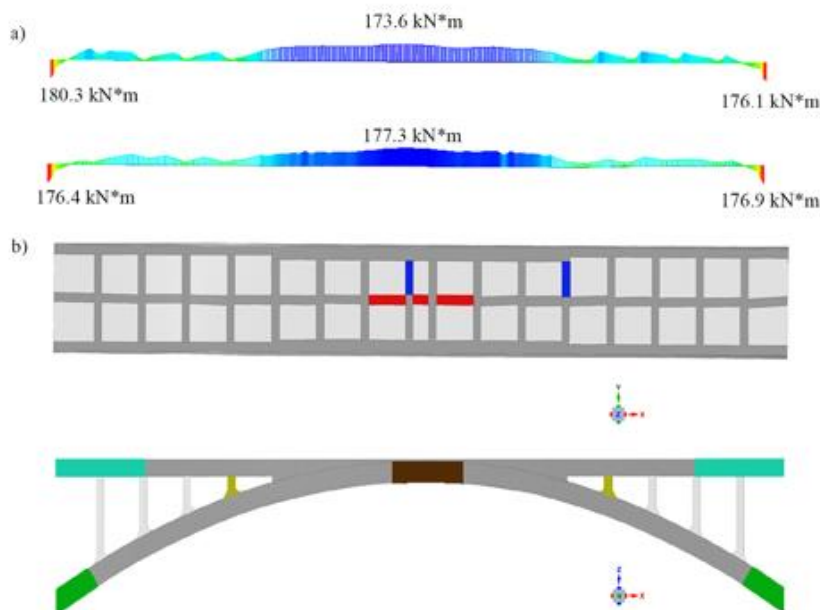 a)
173.6 kN*m
180.3 kN*m
176.1 kN*m
177.3 kN*m
176.4 kN*m
176.9 kN*m
b)
Y
Z X
Z
X